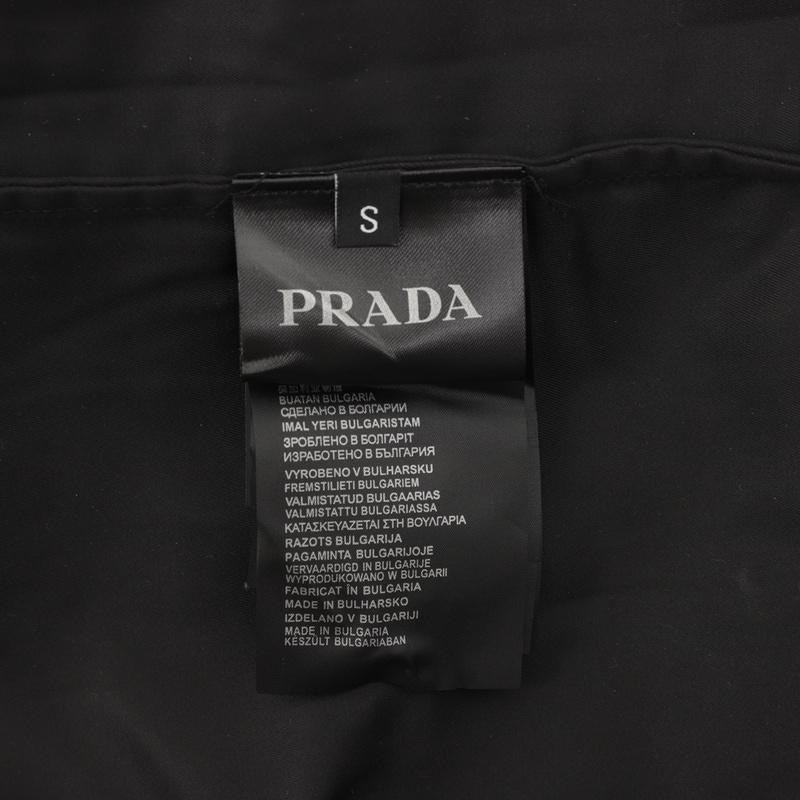 S
PRADA
BUATAN BULGARIA
СДЕЛАНО В БОЛГАРИИ
IMAL YERI BULGARISTAM
ЗРОБЛЕНО В БОЛГАРІТ
ИЗРАБОТЕНО В БЪЛГАРИЯ
VYROBENO V BULHARSKU
FREMSTILIETI BULGARIEM
VALMISTATUD BULGAARIAS
VALMISTATTU BULGARIASSA
ΚΑΤΑΣΚΕΥΑΖΕΤΑΙ ΣΤΗ ΒΟΥΛΓΑΡΙΑ
RAZOTS BULGARIJA
PAGAMINTA BULGARIJOJE
VERVAARDIGD IN BULGARIJE
WYPRODUKOWANO W BULGARII
FABRICAT ÎN BULGARIA
MADE IN BULHARSKO
IZDELANO V BULGARIJI
MADE IN BULGARIA
KÉSZÜLT BULGARIABAN